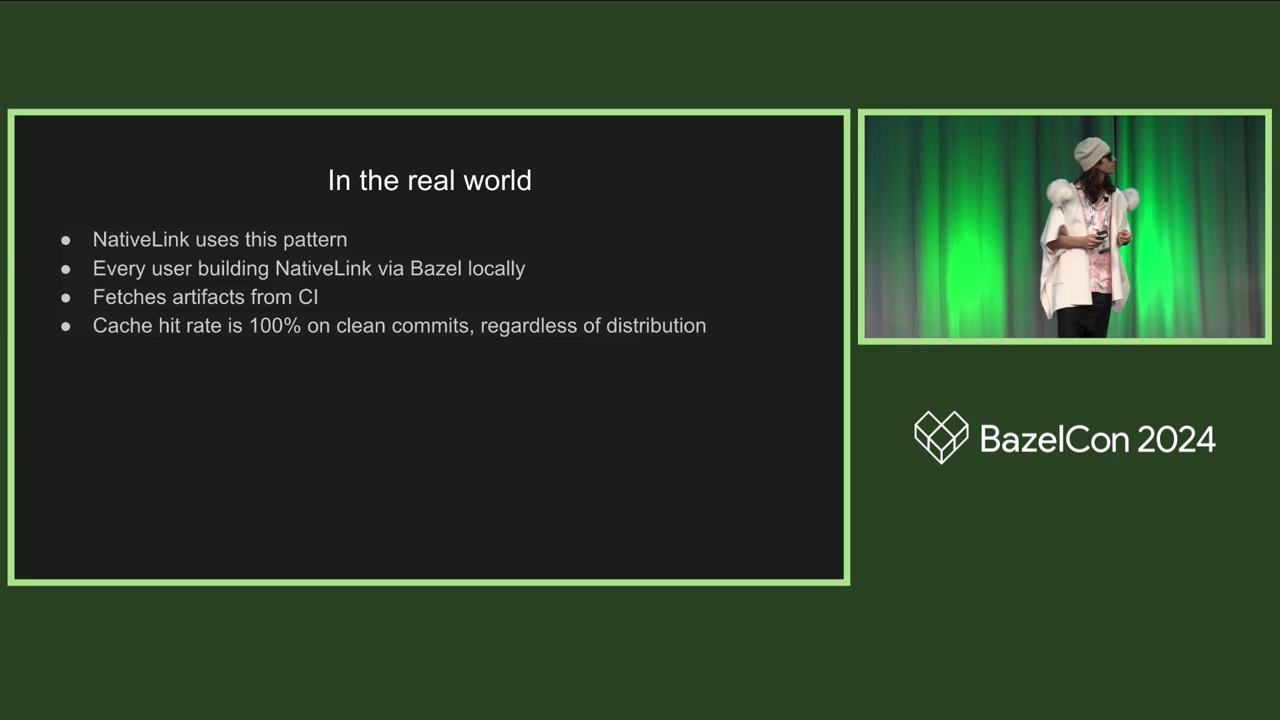 In the real world
● NativeLink uses this pattern
● Every user building NativeLink via Bazel locally
● Fetches artifacts from CI
● Cache hit rate is 100% on clean commits, regardless of distribution
BazelCon 2024